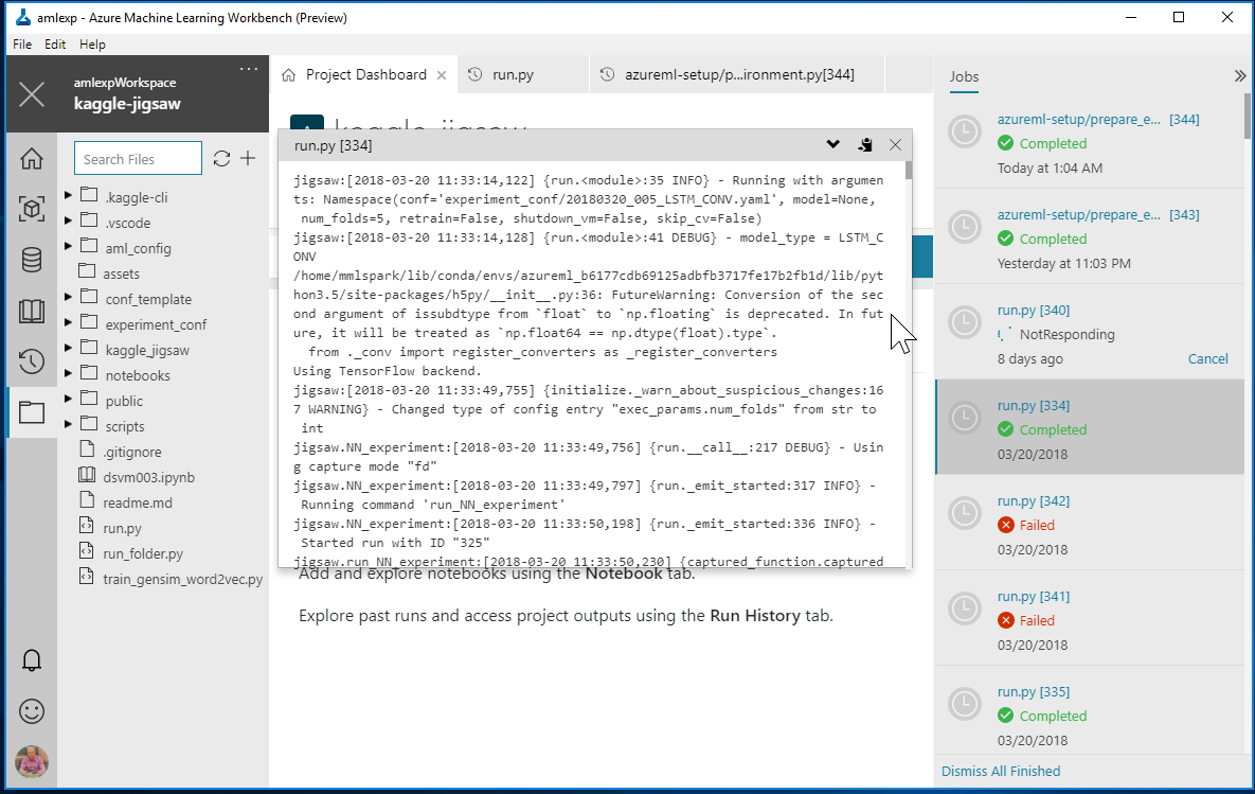 amlexp - Azure Machine Learning Workbench (Preview)
File Edit Help
amlexpWorkspace
kaggle-jigsaw
...
Search Files
.kaggle-cli
.vscode
aml_config
assets
conf_template
experiment_conf
kaggle_jigsaw
notebooks
public
scripts
.gitignore
dsvm003.ipynb
readme.md
run.py
run_folder.py
train_gensim_word2vec.py
Project Dashboard
run.py
azureml-setup/p...ironment.py[344]
kaggle-jigsaw
run.py [334]
jigsaw:[2018-03-20 11:33:14,122] {run.<module>:35 INFO} - Running with argumen
ts: Namespace(conf='experiment_conf/20180320_005_LSTM_CONV.yaml', model=None,
num_folds=5, retrain=False, shutdown_vm=False, skip_cv=False)
jigsaw:[2018-03-20 11:33:14,128] {run.<module>:41 DEBUG} - model_type = LSTM_C
ONV
/home/mmlspark/lib/conda/envs/azureml_b6177cdb69125adbfb3717fe17b2fb1d/lib/pyt
hon3.5/site-packages/h5py/__init__.py:36: FutureWarning: Conversion of the sec
ond argument of issubdtype from `float` to `np.floating` is deprecated. In fut
ure, it will be treated as `np.float64 == np.dtype(float).type`.
from ._conv import register_converters as _register_converters
Using TensorFlow backend.
jigsaw:[2018-03-20 11:33:49,755] {initialize._warn_about_suspicious_changes:16
7 WARNING} - Changed type of config entry "exec_params.num_folds" from str to
int
jigsaw.NN_experiment:[2018-03-20 11:33:49,756] {run.__call__:217 DEBUG} - Usin
g capture mode "fd"
jigsaw.NN_experiment:[2018-03-20 11:33:49,797] {run._emit_started:317 INFO} -
Running command 'run_NN_experiment'
jigsaw.NN_experiment:[2018-03-20 11:33:50,198] {run._emit_started:336 INFO} -
Started run with ID "325"
jigsaw.run_NN_experiment:[2018-03-20 11:33:50,230] {captured_function.captured
Add and explore notebooks using the Notebook tab.
Explore past runs and access project outputs using the Run History tab.
Jobs
azureml-setup/prepare_e... [344]
Completed
Today at 1:04 AM
azureml-setup/prepare_e... [343]
Completed
Yesterday at 11:03 PM
run.py [340]
NotResponding
8 days ago Cancel
run.py [334]
Completed
03/20/2018
run.py [342]
Failed
03/20/2018
run.py [341]
Failed
03/20/2018
run.py [335]
Completed
03/20/2018
Dismiss All Finished